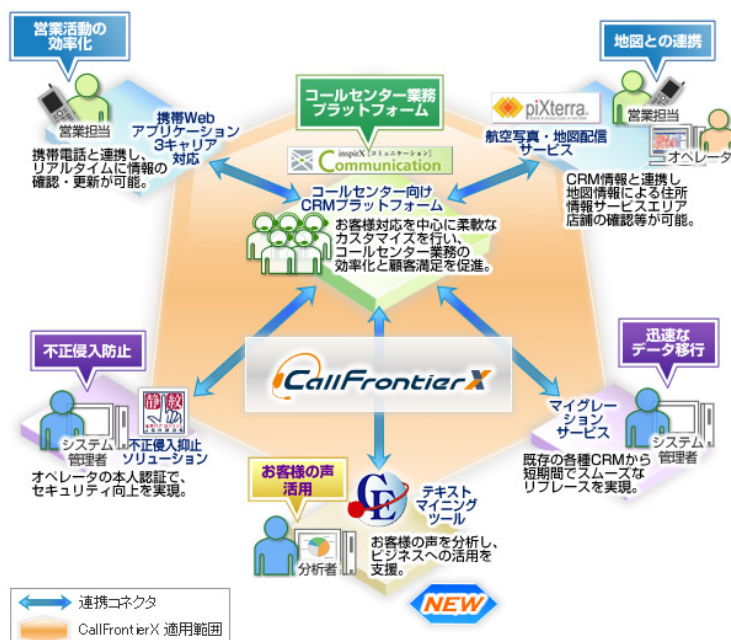 営業活動の
効率化
営業担当
携帯Web
アプリケーション
3キャリア
対応
携帯電話と連携し、
リアルタイムに情報の
確認・更新が可能。
コールセンター業務
プラットフォーム
inspirX [コミュニケーション]
Communication
コールセンター向け
CRMプラットフォーム
お客様対応を中心に柔軟な
カスタマイズを行い、
コールセンター業務の
効率化と顧客満足を促進。
地図との連携
piXterra.
営業担当
オペレータ
航空写真・地図配信
サービス
CRM情報と連携し
地図情報による住所
情報サービスエリア
店舗の確認等が可能。
CallFrontierX
不正侵入防止
システム
管理者
静紋
JOHMON
不正侵入抑止
ソリューション
オペレータの本人認証で、
セキュリティ向上を実現。
迅速な
データ移行
マイグレー
ション
サービス
システム
管理者
既存の各種CRMから
短期間でスムーズな
リプレースを実現。
お客様の声
活用
分析者
CE
テキスト
マイニング
ツール
お客様の声を分析し、
ビジネスへの活用を
支援。
NEW
連携コネクタ
CallFrontierX 適用範囲